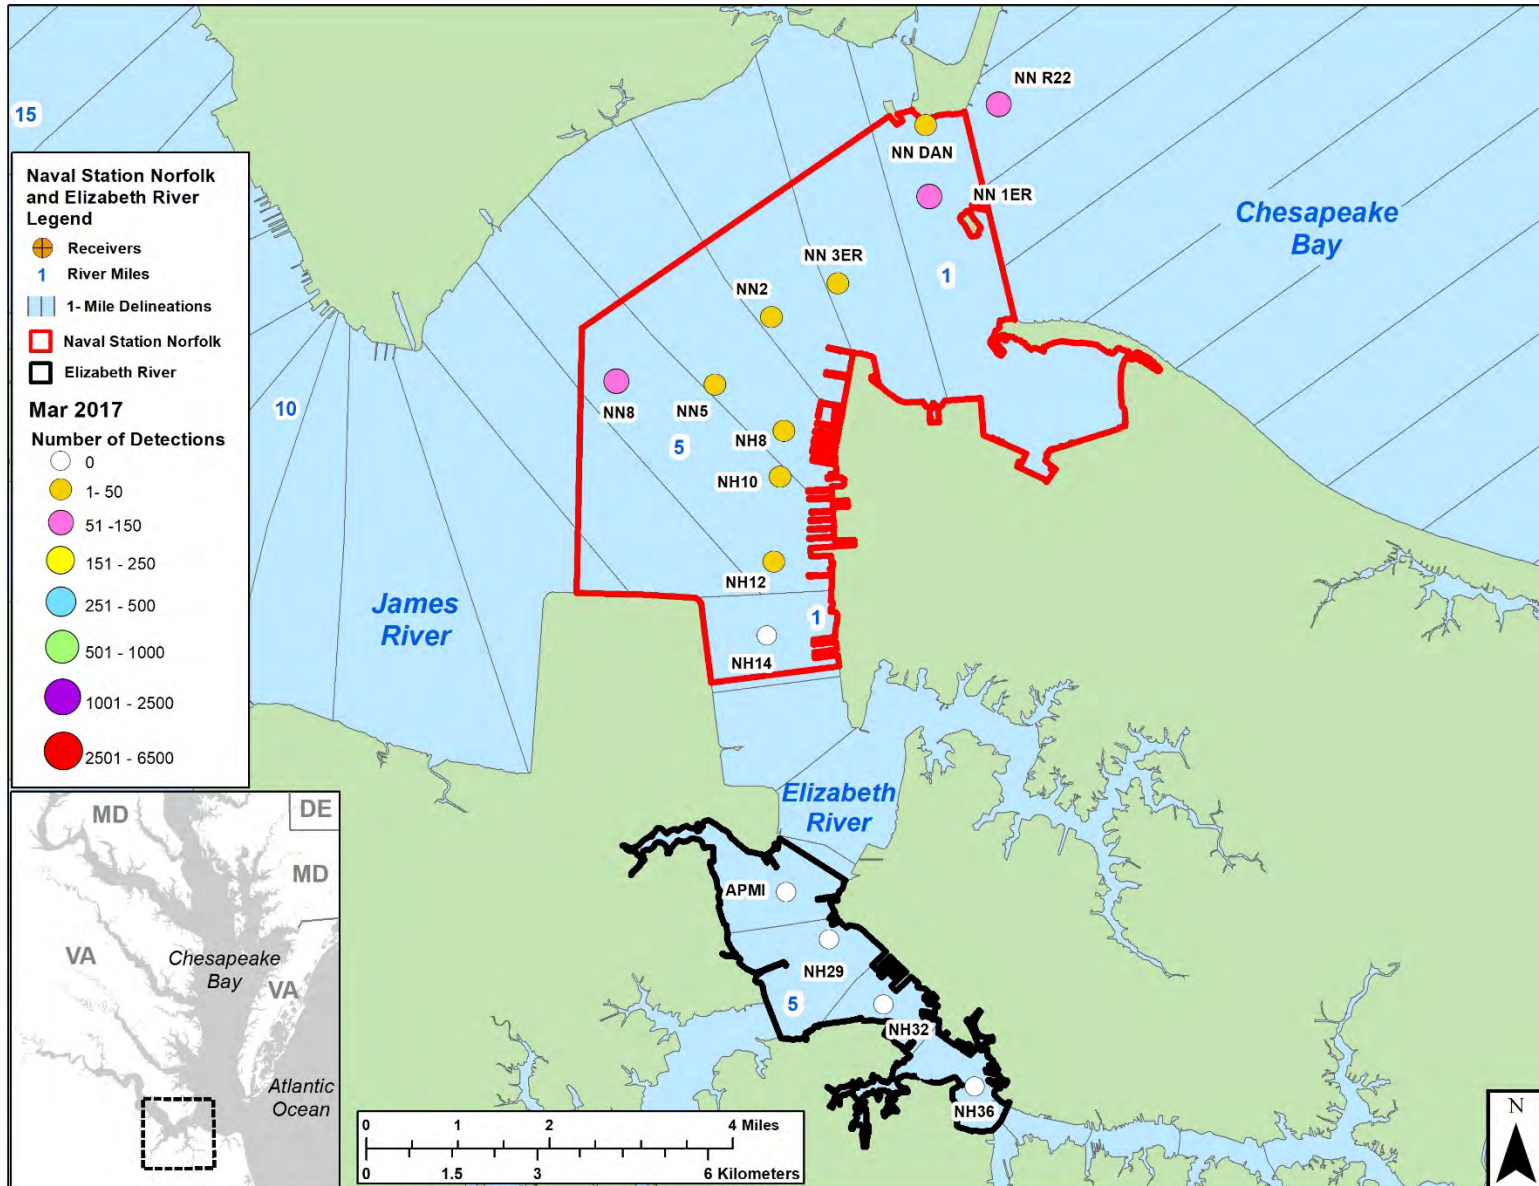 NN R22
15
NN DAN
Naval Station Norfolk
and Elizabeth River
Legend
Receivers
1 River Miles
1- Mile Delineations
Naval Station Norfolk
Elizabeth River
Mar 2017
Number of Detections
0
1- 50
51 -150
151 - 250
251 - 500
501 - 1000
1001 - 2500
2501 - 6500
NN 1ER
Chesapeake
Bay
NN 3ER
1
NN2
NN8
NN5
10
NH8
5
NH10
NH12
James
River
1
NH14
Elizabeth
River
APMI
NH29
5
NH32
NH36
MD
DE
MD
VA
Chesapeake
Bay
VA
Atlantic
Ocean
0 1 2 4 Miles
0 1.5 3 6 Kilometers
N